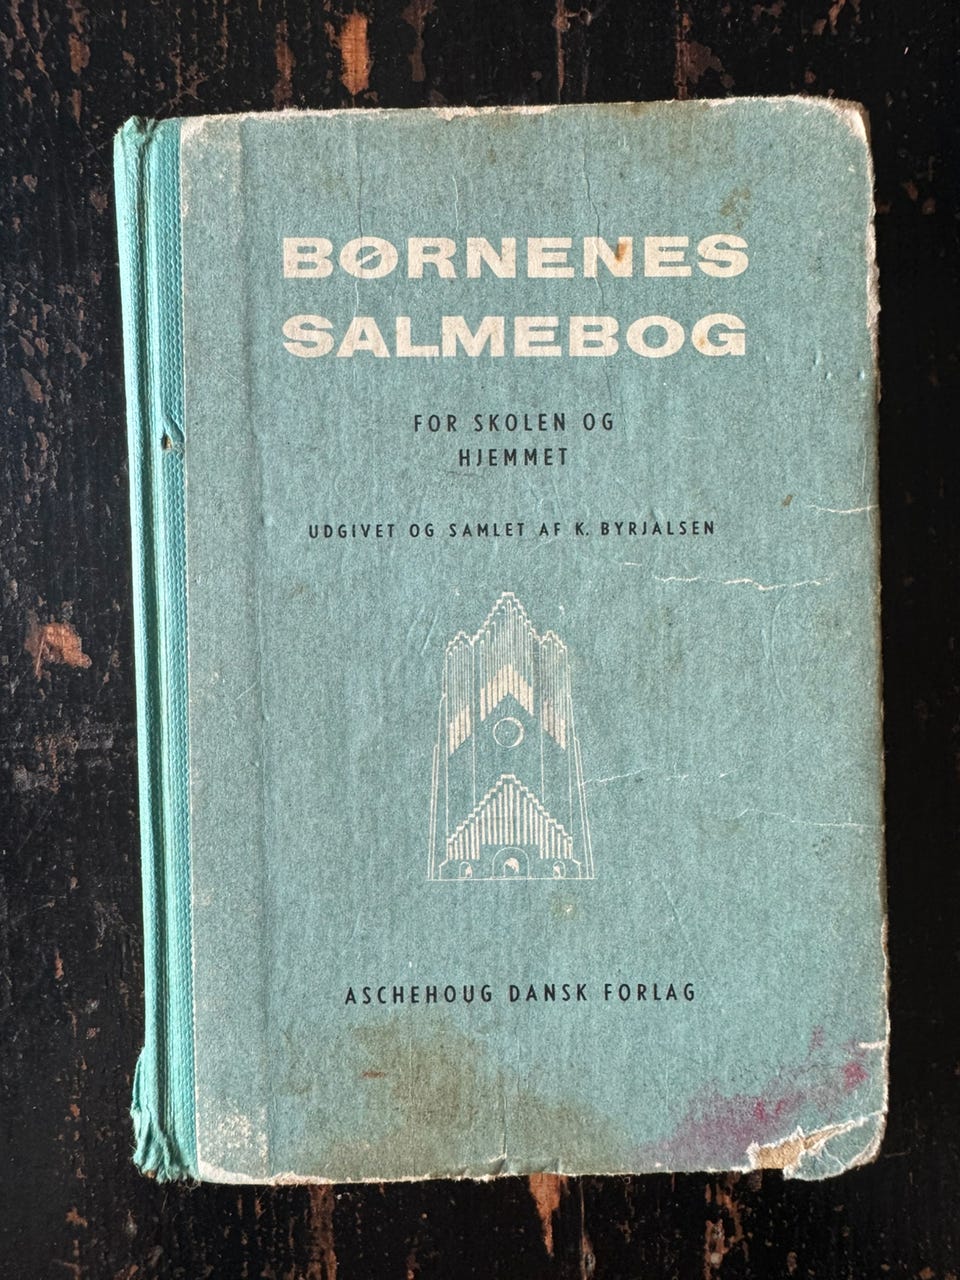 BØRNENES
SALMEBOG
FOR SKOLEN OG
HJEMMET
UDGIVET OG SAMLET AF K. BYRJALSEN
ASCHEHOUG DANSK FORLAG